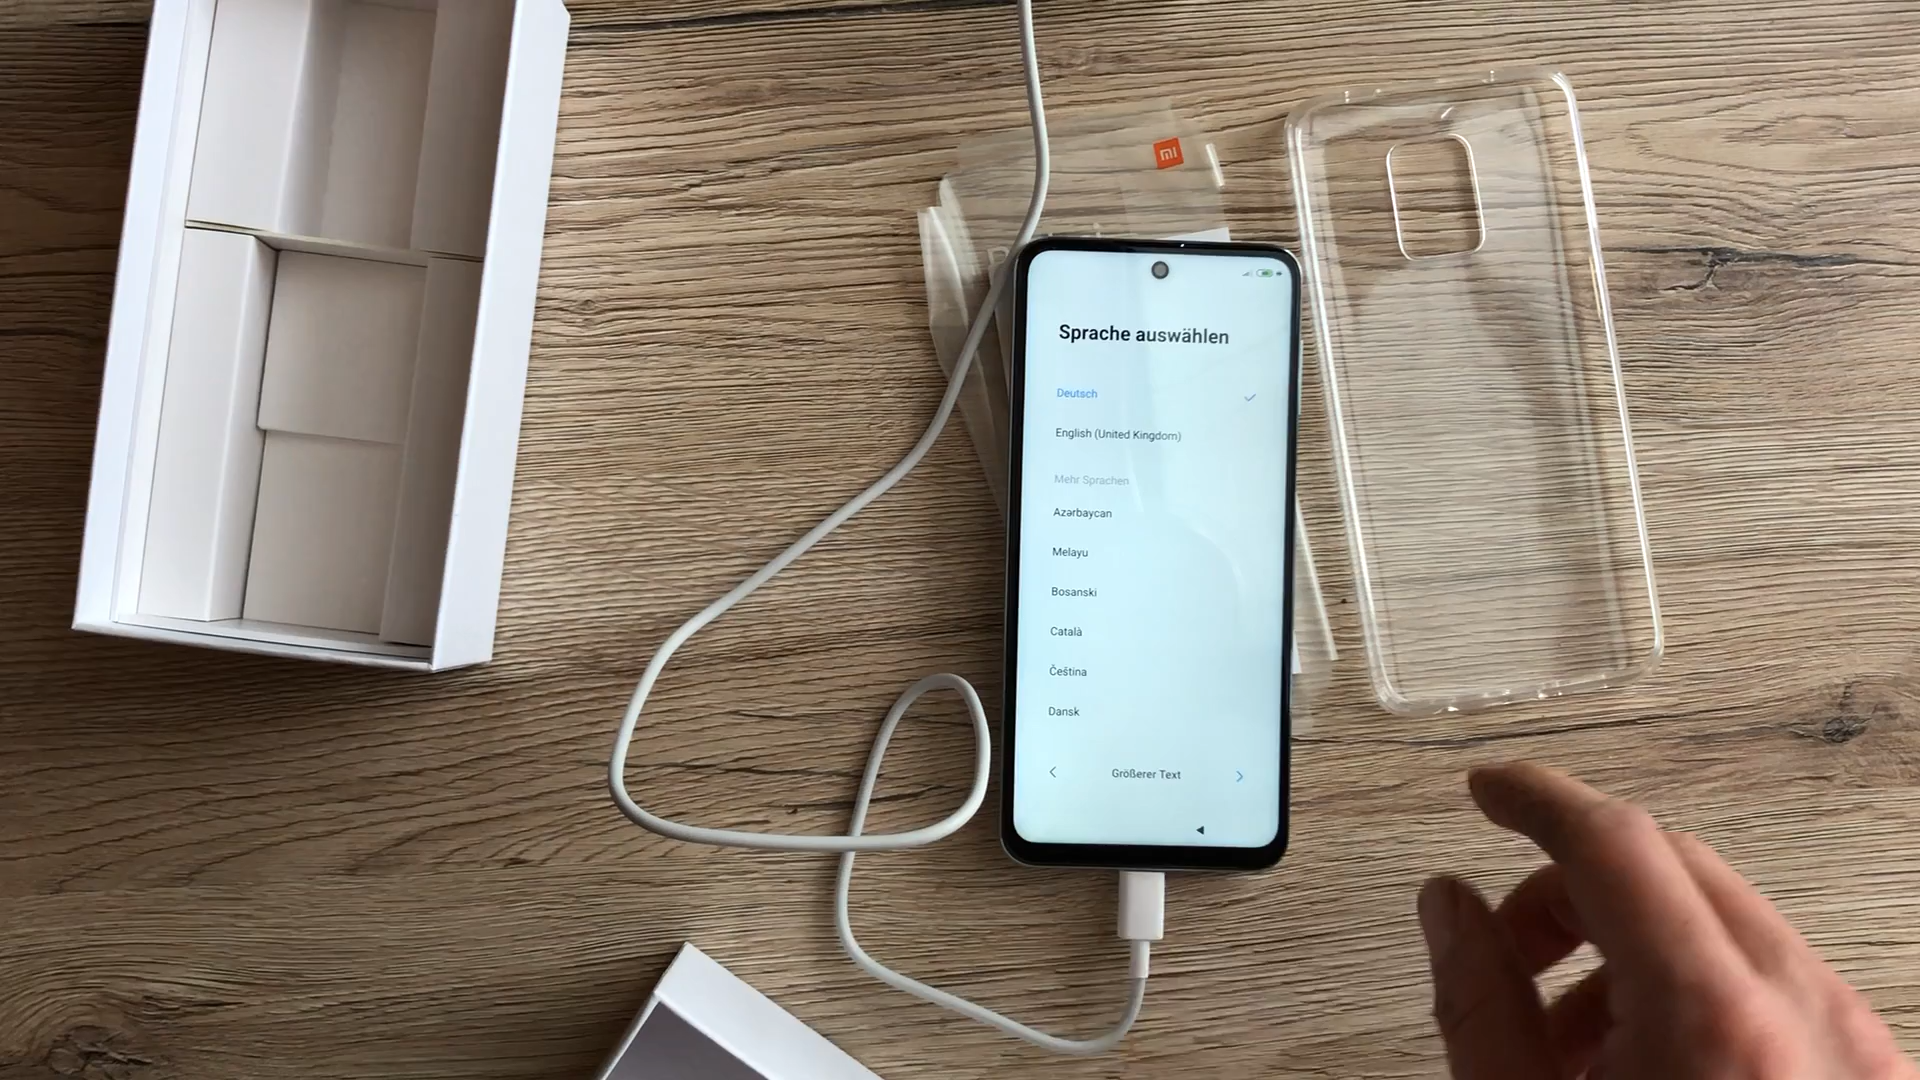 mi
Sprache auswählen
Deutsch
English (United Kingdom)
Mehr Sprachen
Azərbaycan
Melayu
Bosanski
Català
Čeština
Dansk
Größerer Text